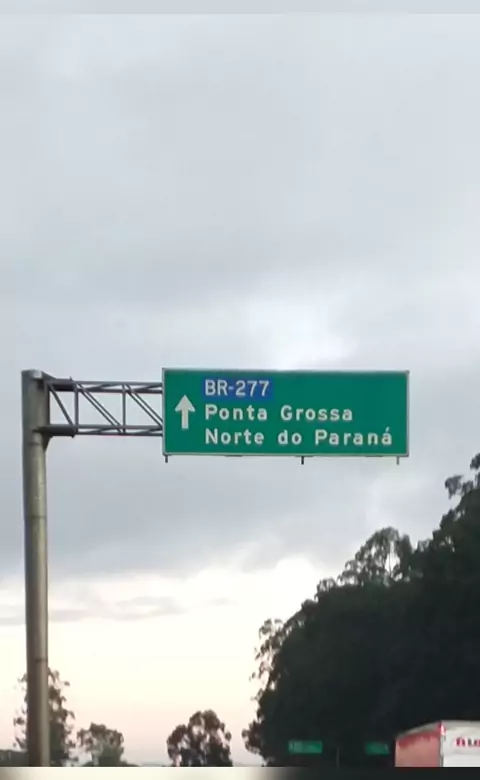 BR-277
Ponta Grossa
Norte do Paraná